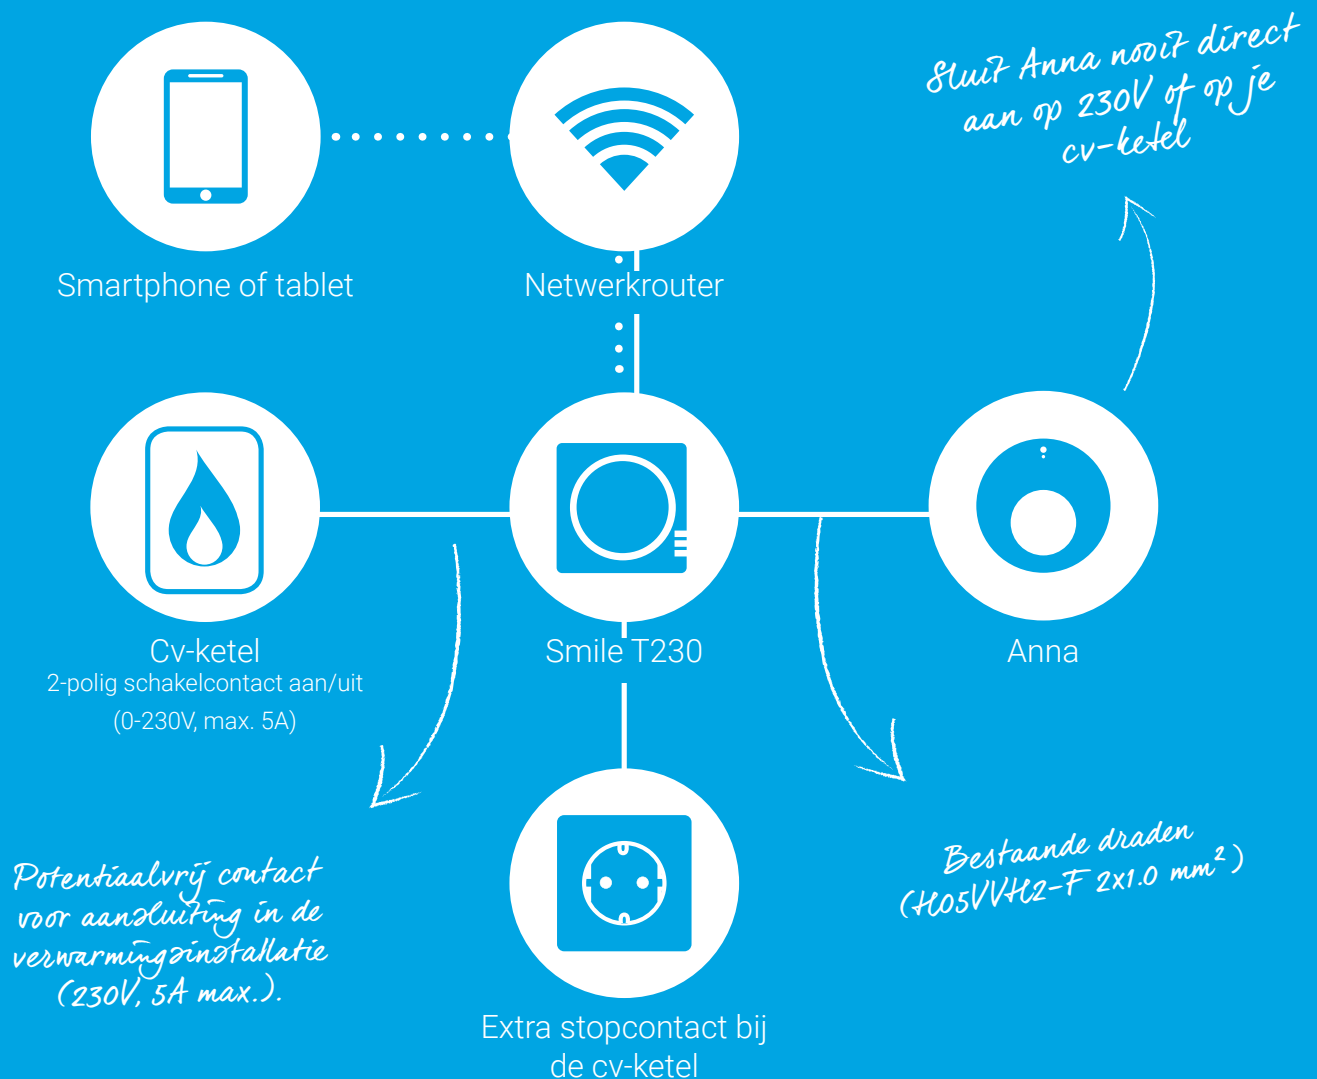 Sluit Anna nooit direct
aan op 230V of op je
cv-ketel
Smartphone of tablet
Netwerkrouter
Cv-ketel
2-polig schakelcontact aan/uit
(0-230V, max. 5A)
Smile T230
Anna
Potentiaalvrij contact
voor aansluiting in de
verwarmingsinstallatie
(230V, 5A max.).
Bestaande draden
(H05VVH2-F 2x1.0 mm²)
Extra stopcontact bij
de cv-ketel